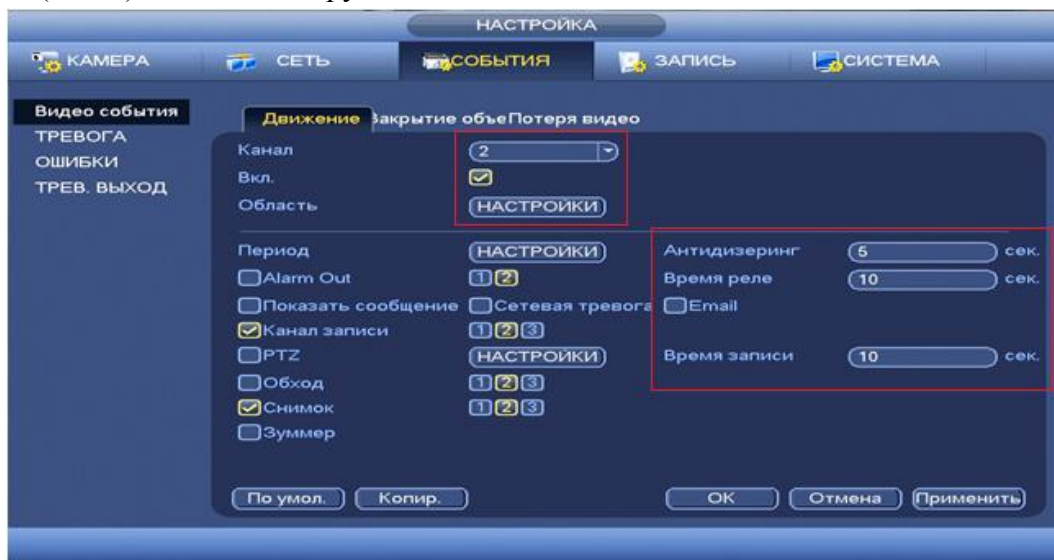 НАСТРОЙКА
КАМЕРА СЕТЬ СОБЫТИЯ ЗАПИСЬ СИСТЕМА
Видео события
ТРЕВОГА
ОШИБКИ
ТРЕВ. ВЫХОД
Движение Закрытие объе Потеря видео
Канал 2
Вкл.
Область НАСТРОЙКИ
Период НАСТРОЙКИ Антидизеринг 5 сек.
Alarm Out 1 2 Время реле 10 сек.
Показать сообщение Сетевая тревога Email
Канал записи 1 2 3
PTZ НАСТРОЙКИ Время записи 10 сек.
Обход 1 2 3
Снимок 1 2 3
Зуммер
По умол. Копир. OK Отмена Применить